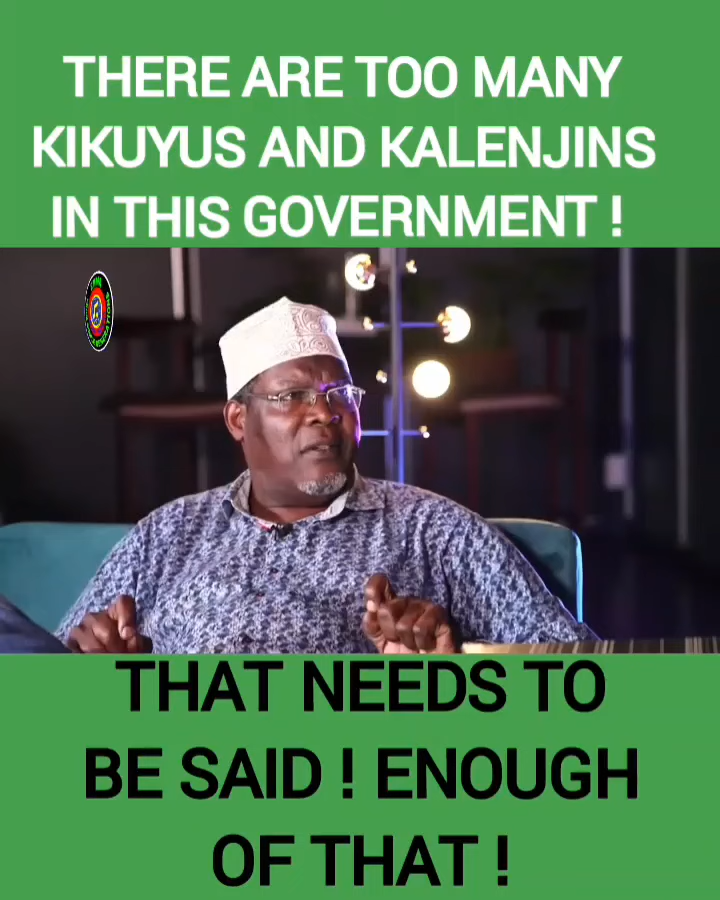 THERE ARE TOO MANY
KIKUYUS AND KALENJINS
IN THIS GOVERNMENT !
THAT NEEDS TO
BE SAID ! ENOUGH
OF THAT !